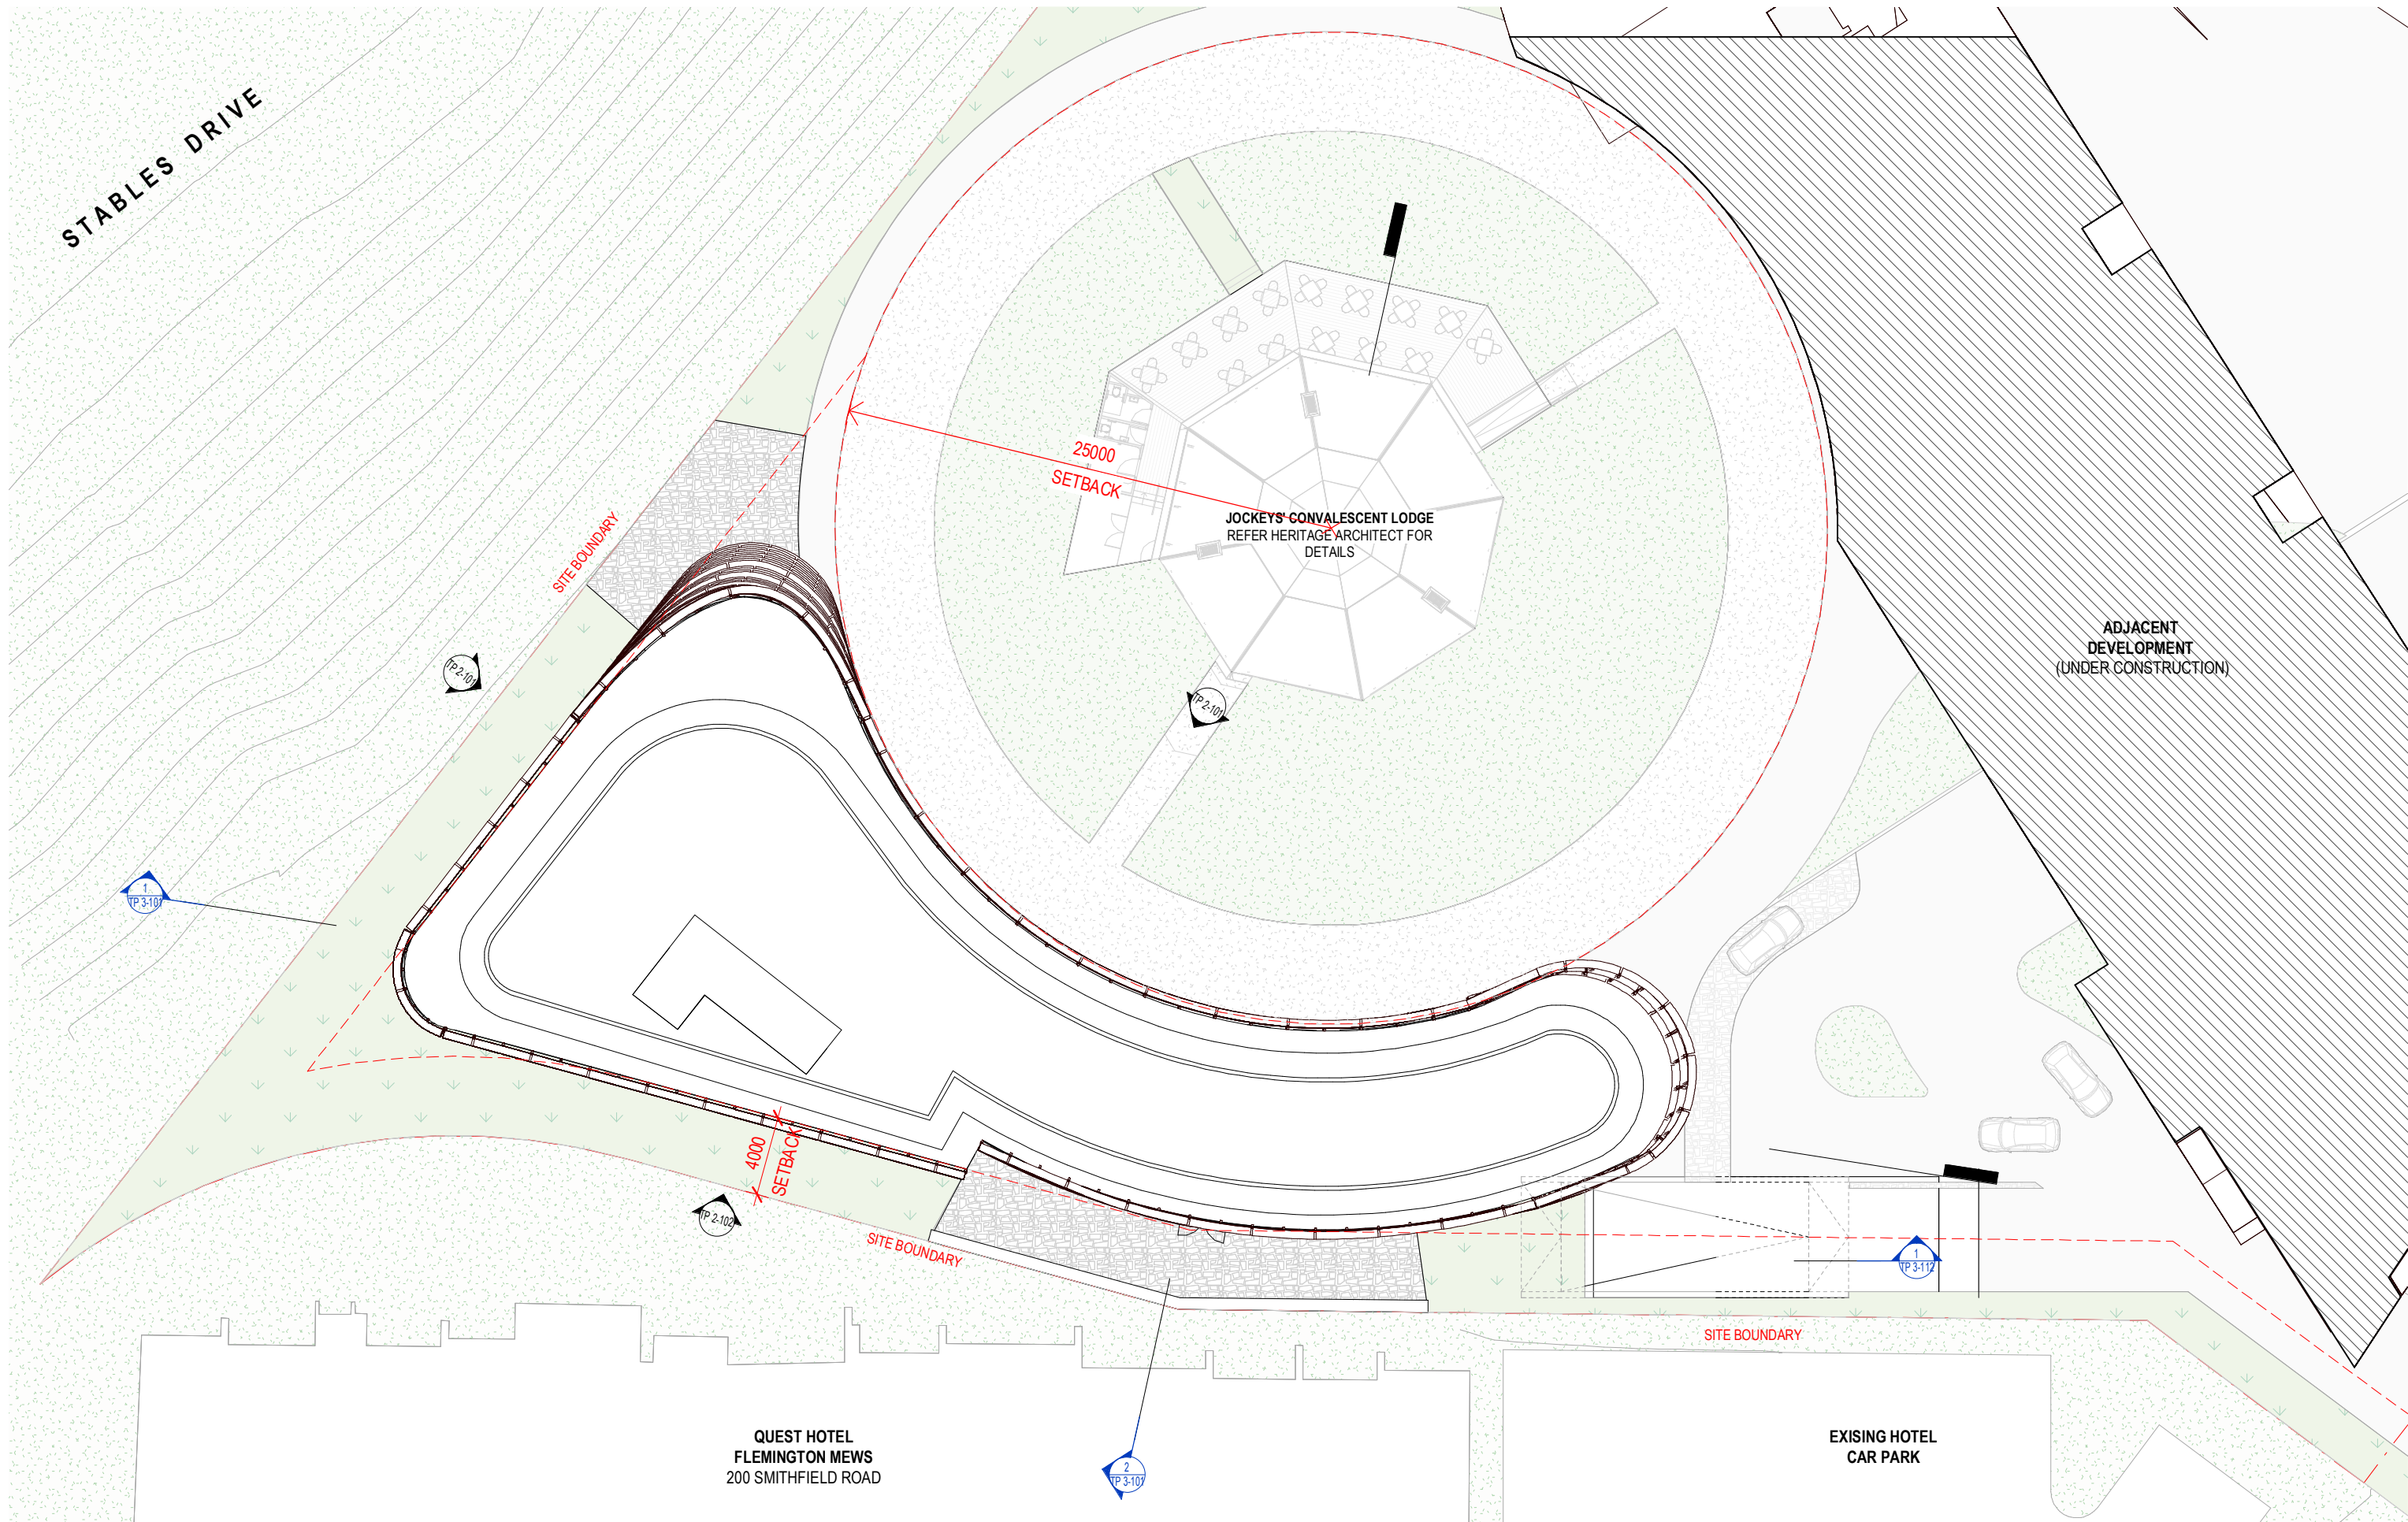 STABLES DRIVE
25000
SETBACK
JOCKEYS' CONVALESCENT LODGE
REFER HERITAGE ARCHITECT FOR
DETAILS
SITE BOUNDARY
ADJACENT
DEVELOPMENT
(UNDER CONSTRUCTION)
TP 2-101
TP 2-101
1
TP 3-101
4000
SETBACK
TP 2-102
SITE BOUNDARY
1
TP 3-112
SITE BOUNDARY
QUEST HOTEL
FLEMINGTON MEWS
200 SMITHFIELD ROAD
2
TP 3-101
EXISING HOTEL
CAR PARK